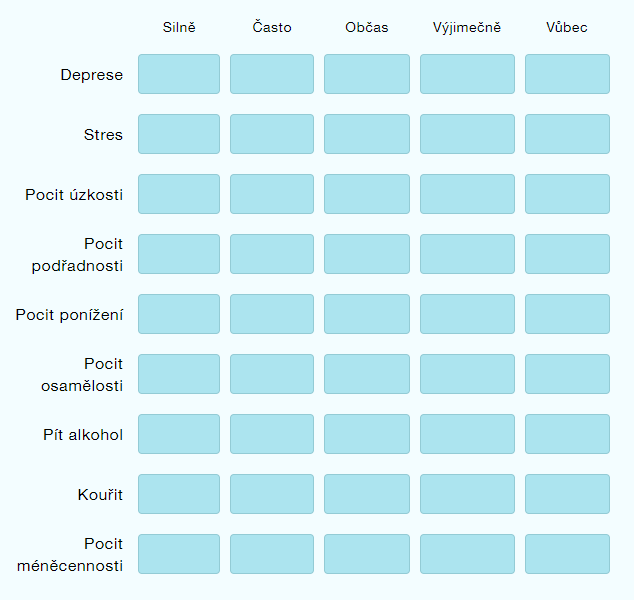 Silně Často Občas Výjimečně Vůbec
Deprese
Stres
Pocit úzkosti
Pocit
podřadnosti
Pocit ponížení
Pocit
osamělosti
Pít alkohol
Kouřit
Pocit
méněcennosti